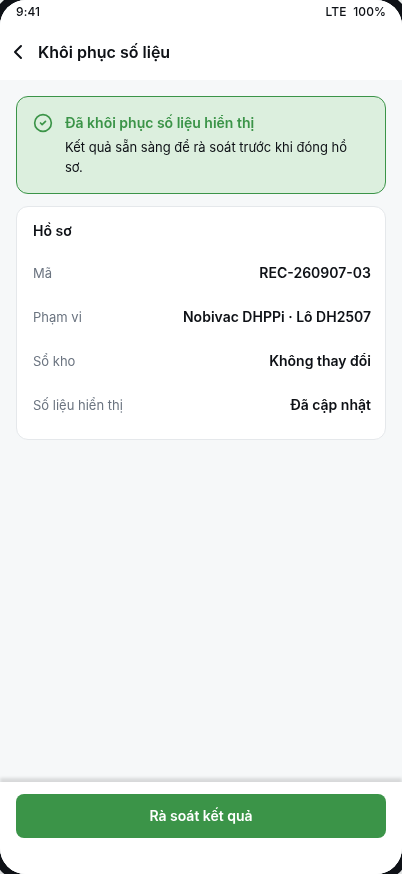 9:41
LTE 100%
Khôi phục số liệu
Đã khôi phục số liệu hiển thị
Kết quả sẵn sàng để rà soát trước khi đóng hồ
sơ.
Hồ sơ
Mã
REC-260907-03
Phạm vi
Nobivac DHPPi · Lô DH2507
Sổ kho
Không thay đổi
Số liệu hiển thị
Đã cập nhật
Rà soát kết quả